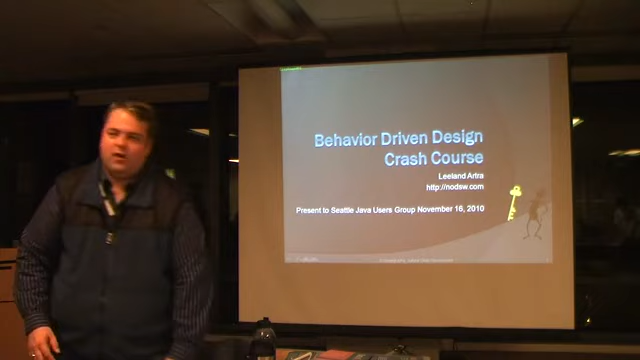 Behavior Driven Design
Crash Course
Leeland Artra
http://nodsw.com
Present to Seattle Java Users Group November 16, 2010